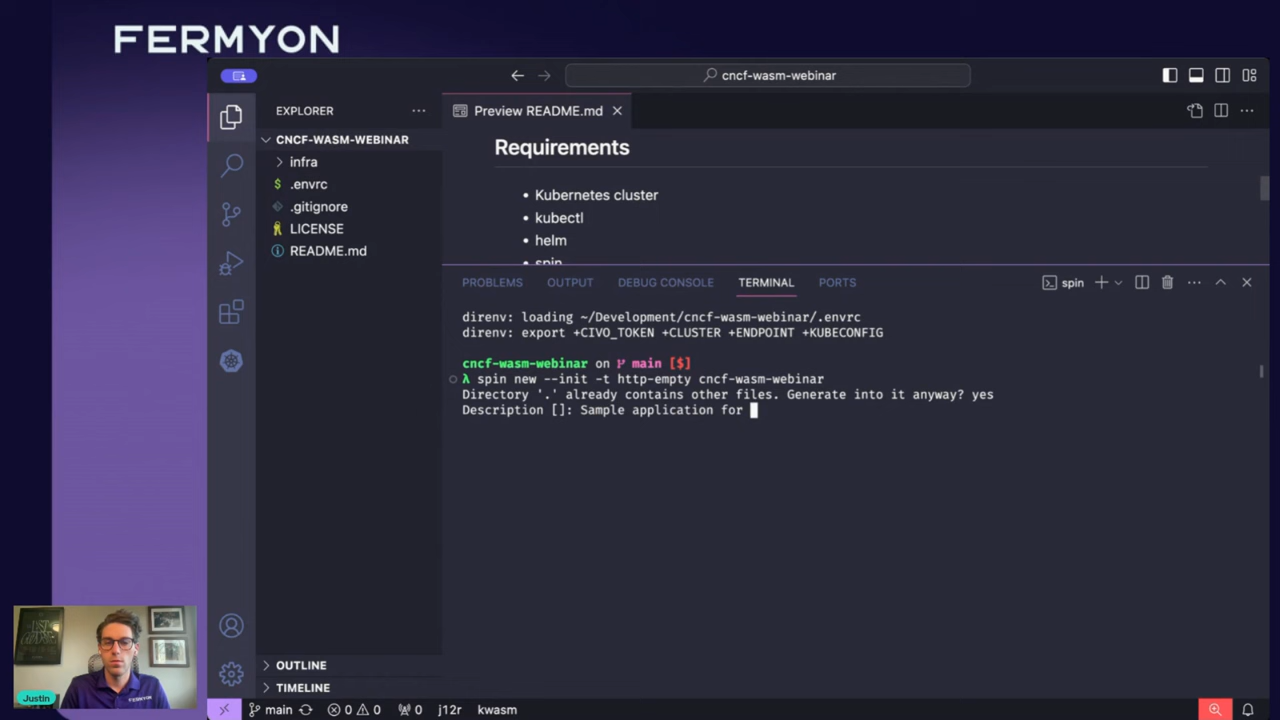 FERMYON
cncf-wasm-webinar
EXPLORER
Preview README.md
CNCF-WASM-WEBINAR
infra
.envrc
.gitignore
LICENSE
README.md
Requirements
• Kubernetes cluster
• kubectl
• helm
• spin
PROBLEMS OUTPUT DEBUG CONSOLE TERMINAL PORTS
spin
direnv: loading ~/Development/cncf-wasm-webinar/.envrc
direnv: export +CIVO_TOKEN +CLUSTER +ENDPOINT +KUBECONFIG
cncf-wasm-webinar on main [$]
λ spin new --init -t http-empty cncf-wasm-webinar
Directory '.' already contains other files. Generate into it anyway? yes
Description []: Sample application for
OUTLINE
TIMELINE
main 0 0 0 j12r kwasm
Justin
FERMYON